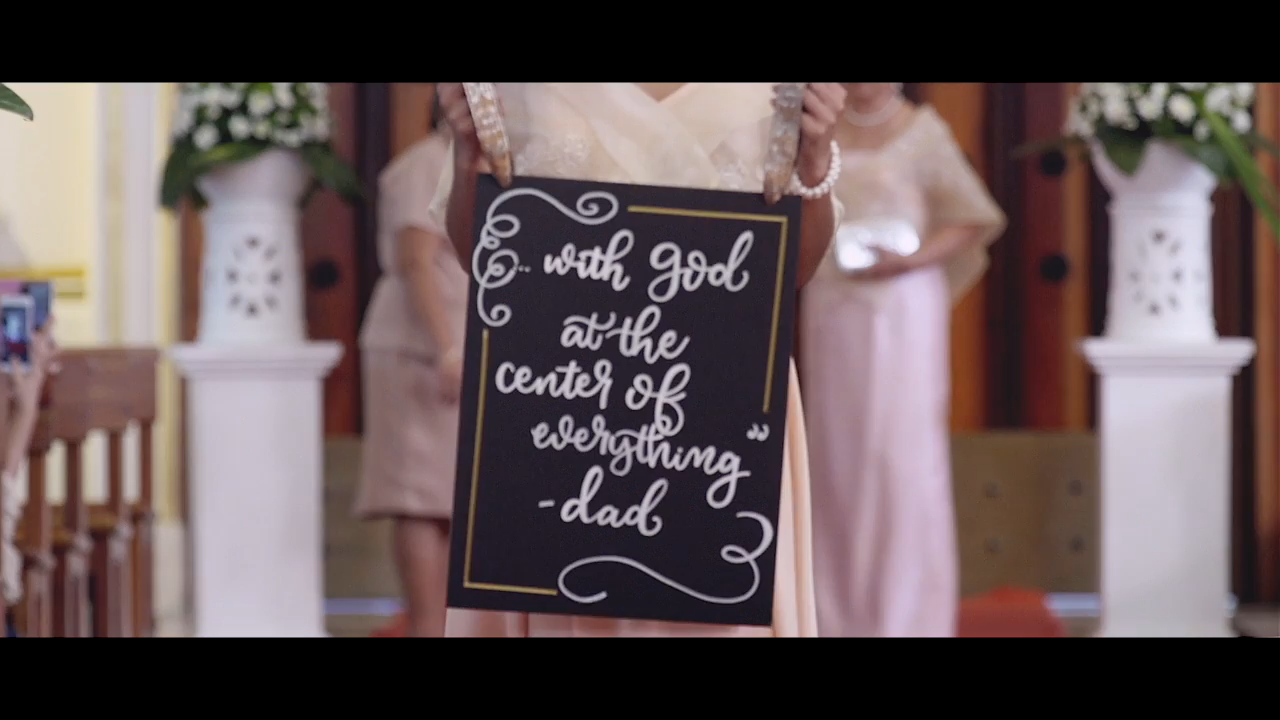 ... with god
at the
center of
everything"
-dad